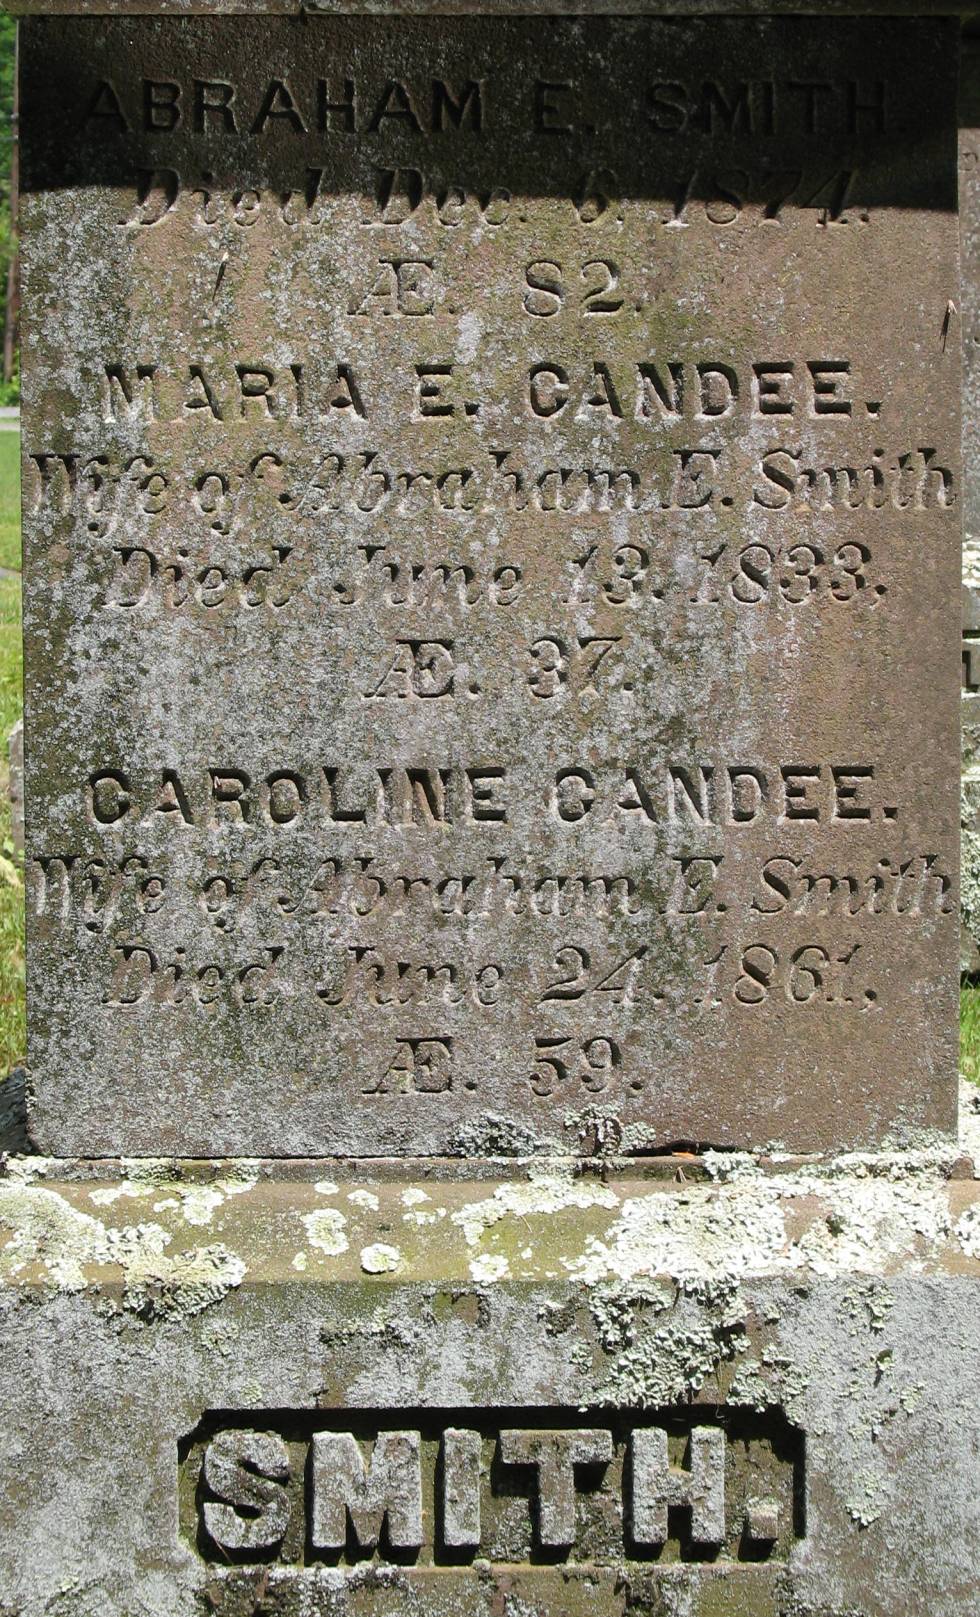 ABRAHAM E. SMITH.
Died Dec. 6, 1874.
Æ. 82.
MARIA E. CANDEE.
Wife of Abraham E. Smith
Died June 13. 1833,
Æ. 37.
CAROLINE CANDEE.
Wife of Abraham E. Smith
Died June 24. 1861,
Æ. 59.
SMITH.